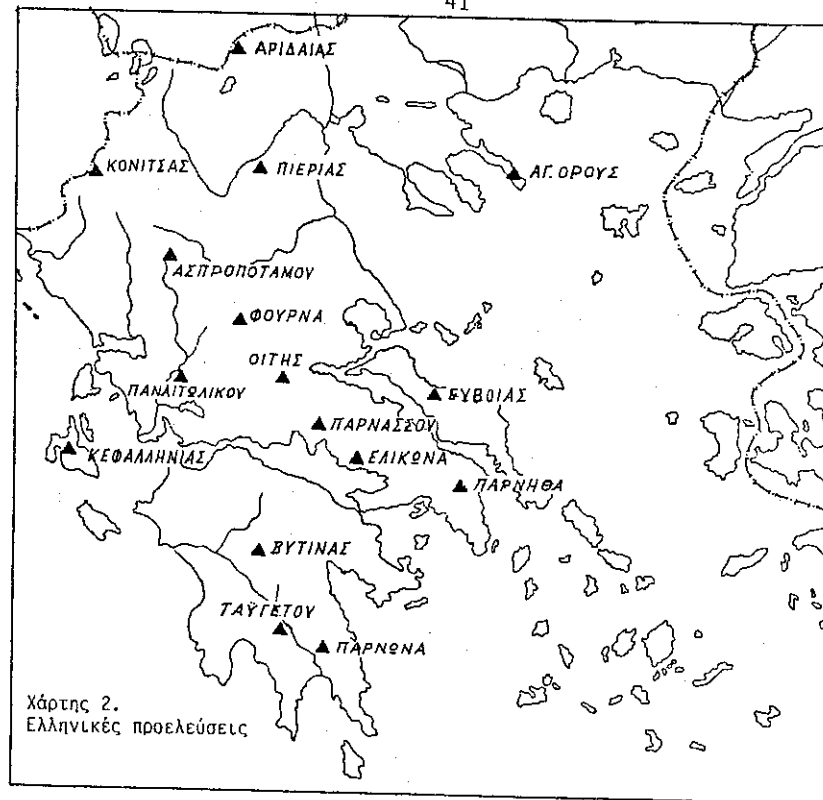 41
ΑΡΙΔΑΙΑΣ
ΚΟΝΙΤΣΑΣ
ΠΙΕΡΙΑΣ
ΑΓ. ΟΡΟΥΣ
ΑΣΠΡΟΠΟΤΑΜΟΥ
ΦΟΥΡΝΑ
ΟΙΤΗΣ
ΠΑΝΑΙΤΩΛΙΚΟΥ
ΕΥΒΟΙΑΣ
ΠΑΡΝΑΣΣΟΥ
ΚΕΦΑΛΛΗΝΙΑΣ
ΕΛΙΚΩΝΑ
ΠΑΡΝΗΘΑ
ΒΥΤΙΝΑΣ
ΤΑΫΓΕΤΟΥ
ΠΑΡΝΩΝΑ
Χάρτης 2.
Ελληνικές προελεύσεις